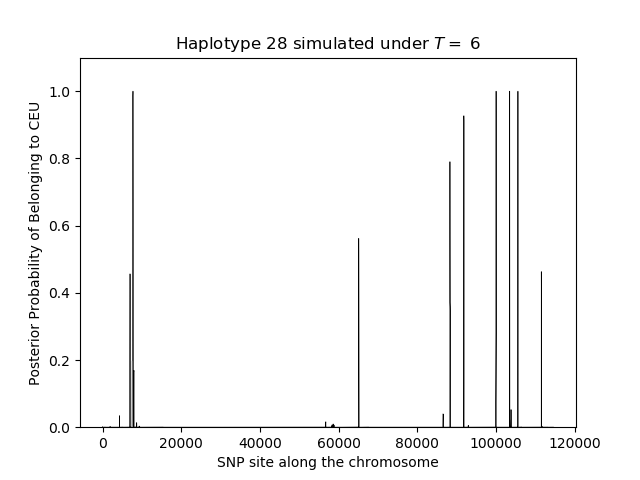 Haplotype 28 simulated under T = 6
Posterior Probability of Belonging to CEU
1.0
0.8
0.6
0.4
0.2
0.0
0 20000 40000 60000 80000 100000 120000
SNP site along the chromosome